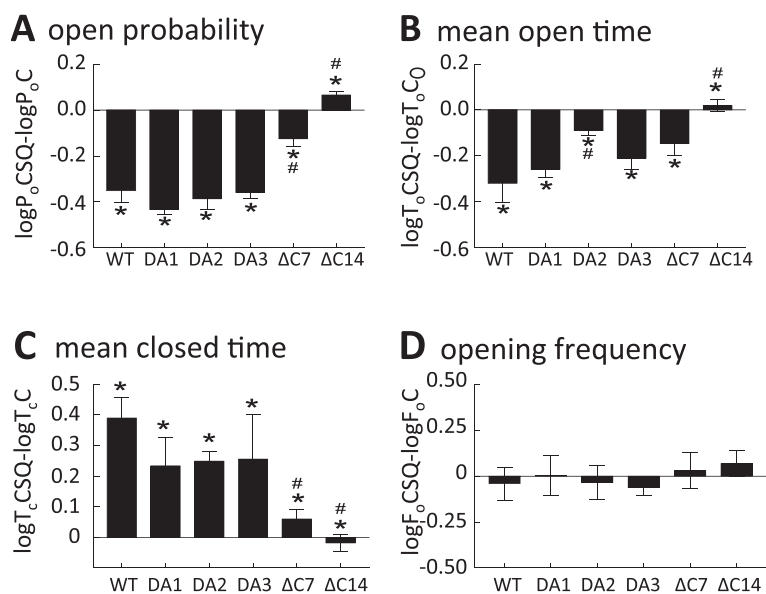 A open probability
0.2
#
*
0.0
-0.2
*
#
-0.4
* * * *
-0.6
logPₒCSQ-logPₒC
WT DA1 DA2 DA3 ΔC7 ΔC14
B mean open time
0.2
#
*
0.0
-0.2
*
#
* * *
-0.4
*
-0.6
logTₒCSQ-logTₒCO
WT DA1 DA2 DA3 ΔC7 ΔC14
C mean closed time
0.5
* * * *
0.4
0.3
0.2
# #
* *
0.1
0
logT꜀CSQ-logT꜀C
WT DA1 DA2 DA3 ΔC7 ΔC14
D opening frequency
0.50
0.25
0
-0.25
-0.50
logFₒCSQ-logFₒC
WT DA1 DA2 DA3 ΔC7 ΔC14